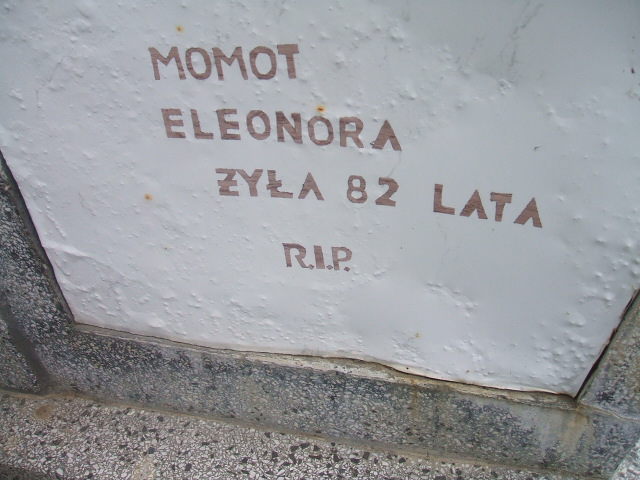 MOMOT
ELEONORA
ŻYŁA 82 LATA
R.I.P.